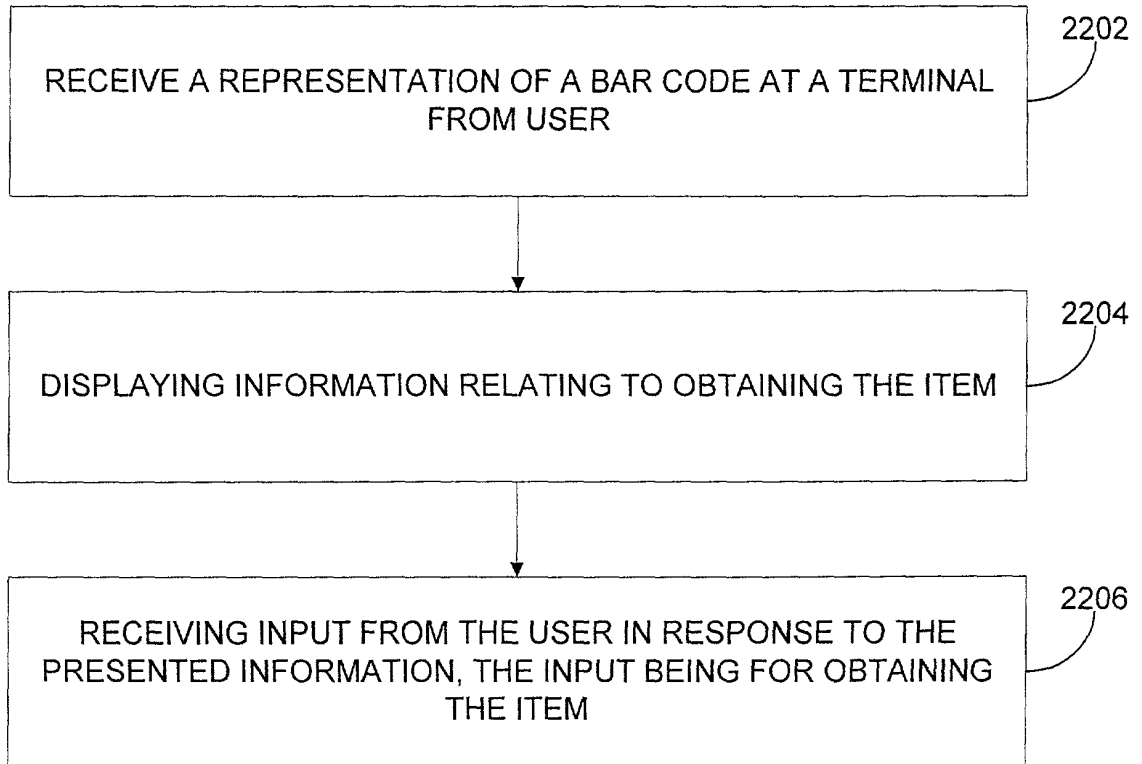 2202
RECEIVE A REPRESENTATION OF A BAR CODE AT A TERMINAL
FROM USER
2204
DISPLAYING INFORMATION RELATING TO OBTAINING THE ITEM
2206
RECEIVING INPUT FROM THE USER IN RESPONSE TO THE
PRESENTED INFORMATION, THE INPUT BEING FOR OBTAINING
THE ITEM